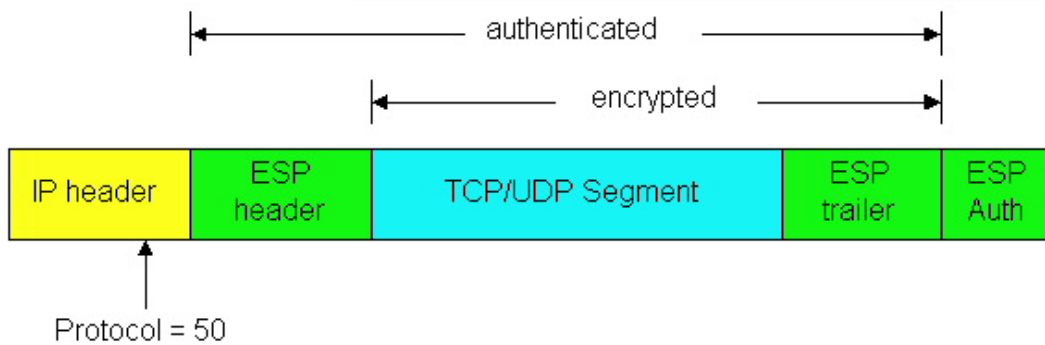 authenticated
encrypted
IP header
ESP
header
TCP/UDP Segment
ESP
trailer
ESP
Auth
Protocol = 50